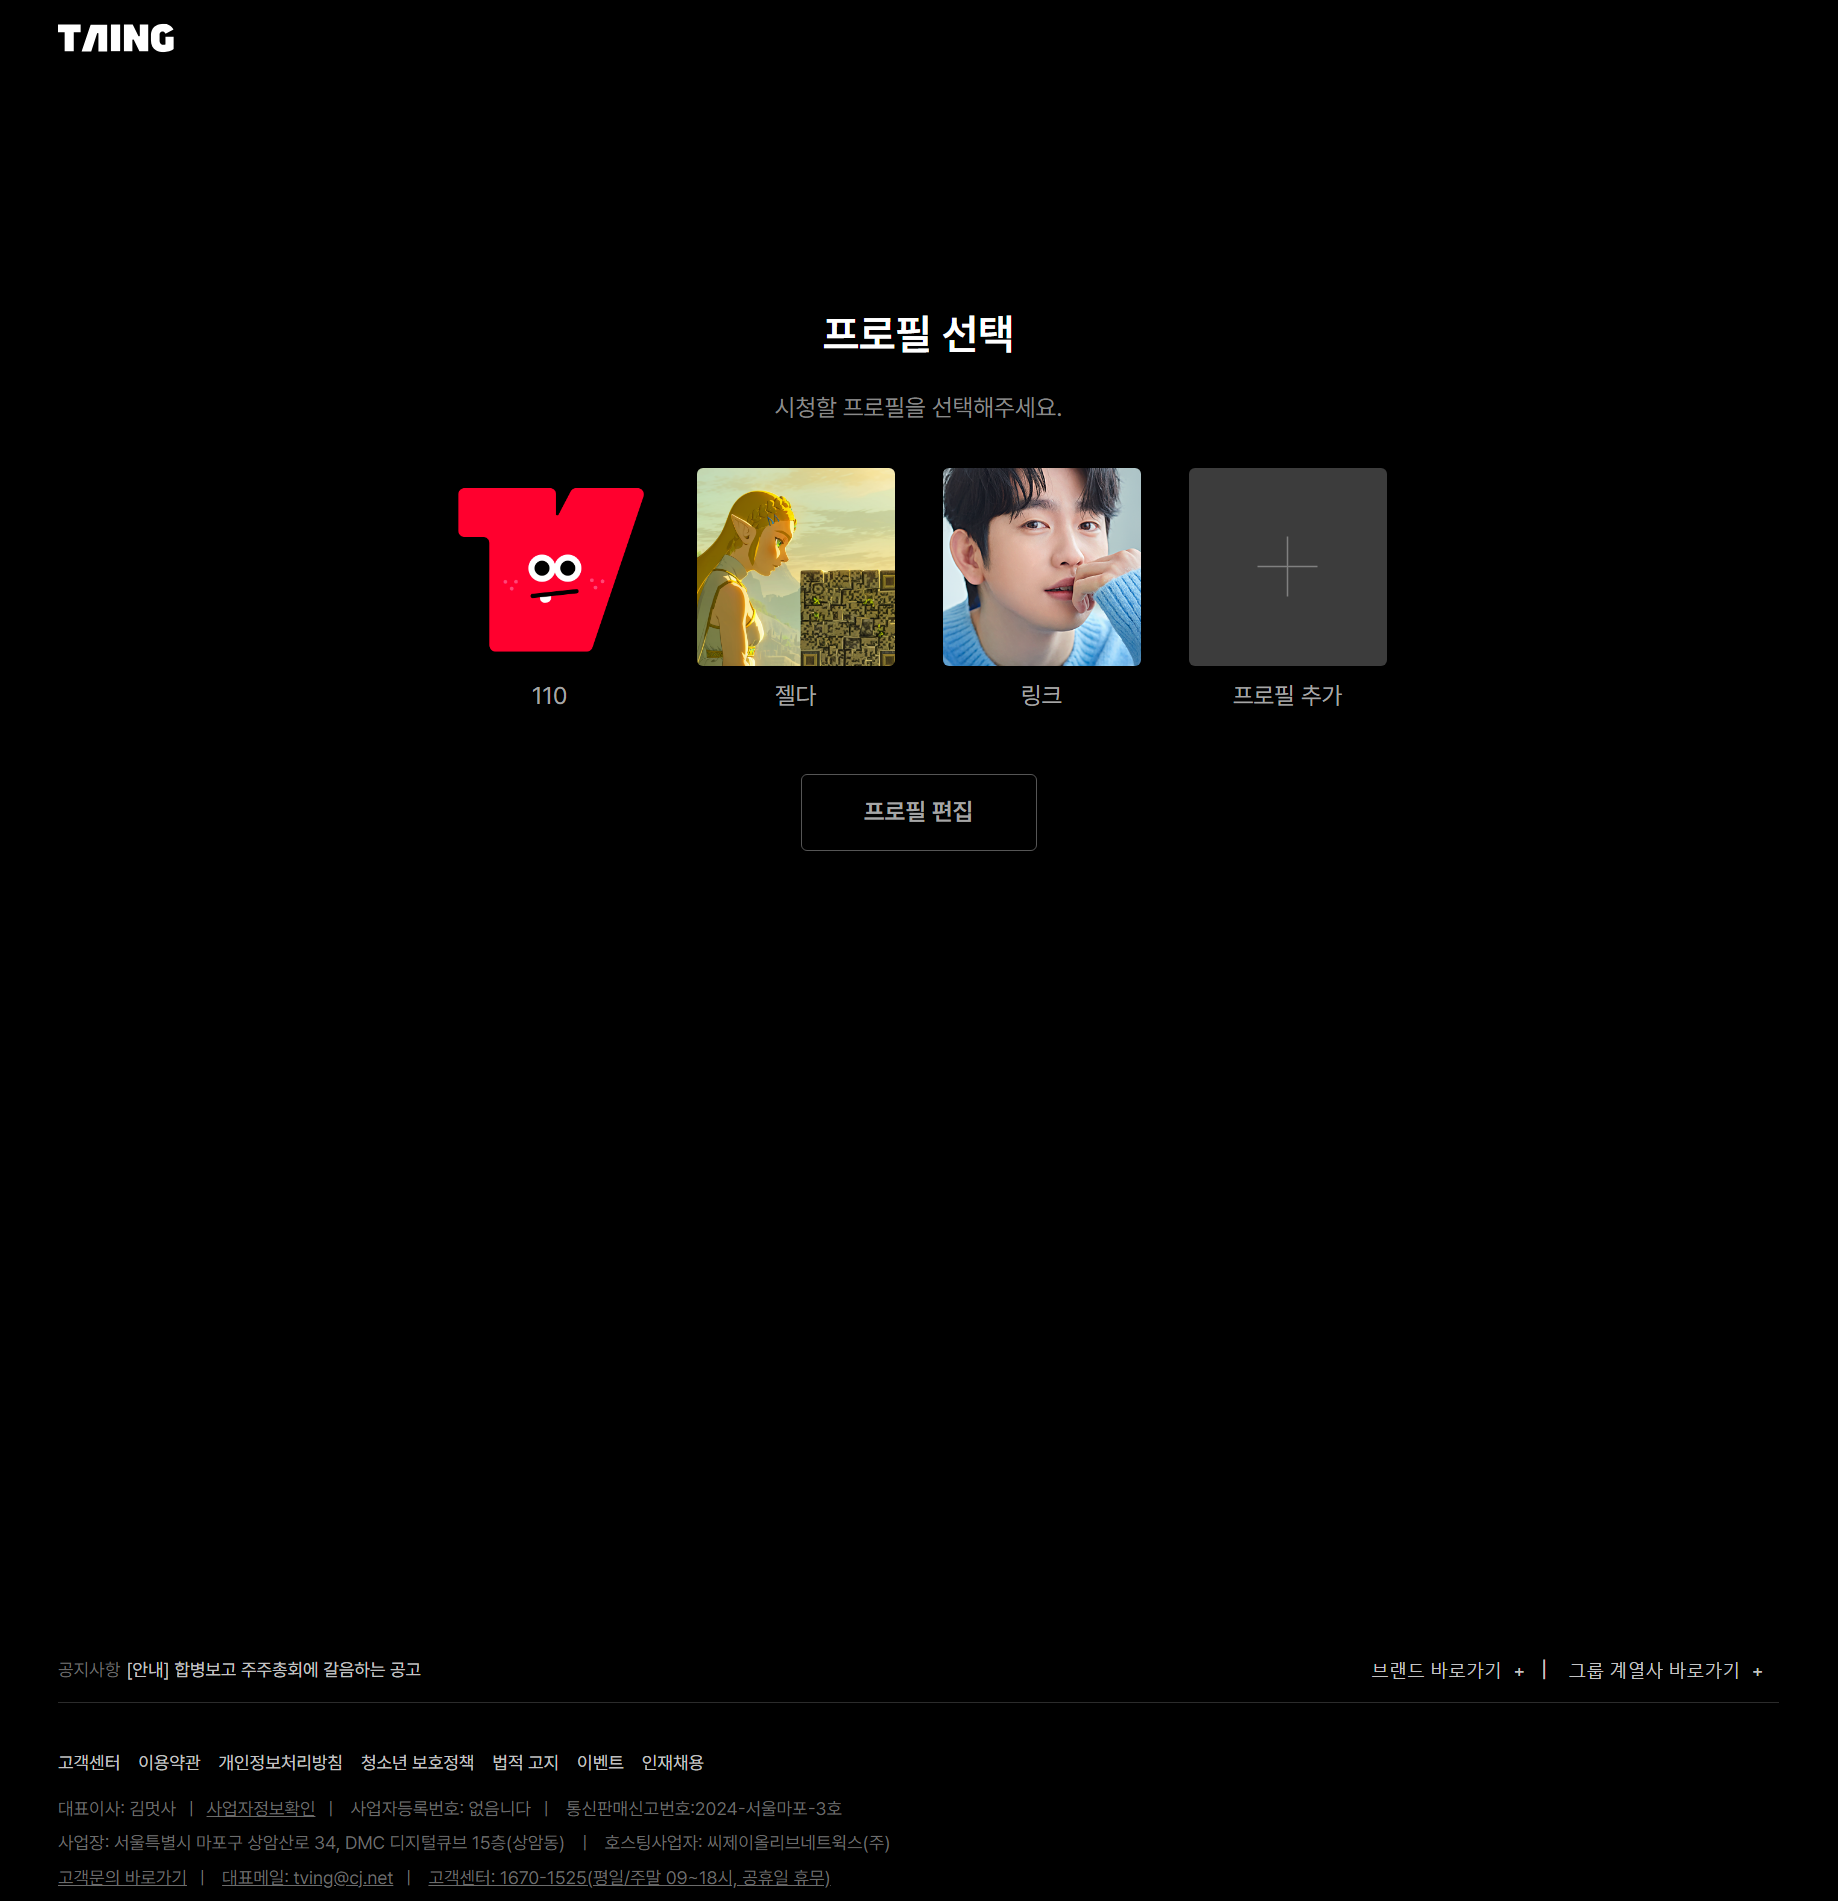 TAING
프로필 선택
시청할 프로필을 선택해주세요.
110
젤다
링크
프로필 추가
프로필 편집
공지사항 [안내] 합병보고 주주총회에 갈음하는 공고
브랜드 바로가기 + | 그룹 계열사 바로가기 +
고객센터 이용약관 개인정보처리방침 청소년 보호정책 법적 고지 이벤트 인재채용
대표이사: 김멋사 | 사업자정보확인 | 사업자등록번호: 없음니다 | 통신판매신고번호:2024-서울마포-3호
사업장: 서울특별시 마포구 상암산로 34, DMC 디지털큐브 15층(상암동) | 호스팅사업자: 씨제이올리브네트웍스(주)
고객문의 바로가기 | 대표메일: tving@cj.net | 고객센터: 1670-1525(평일/주말 09~18시, 공휴일 휴무)